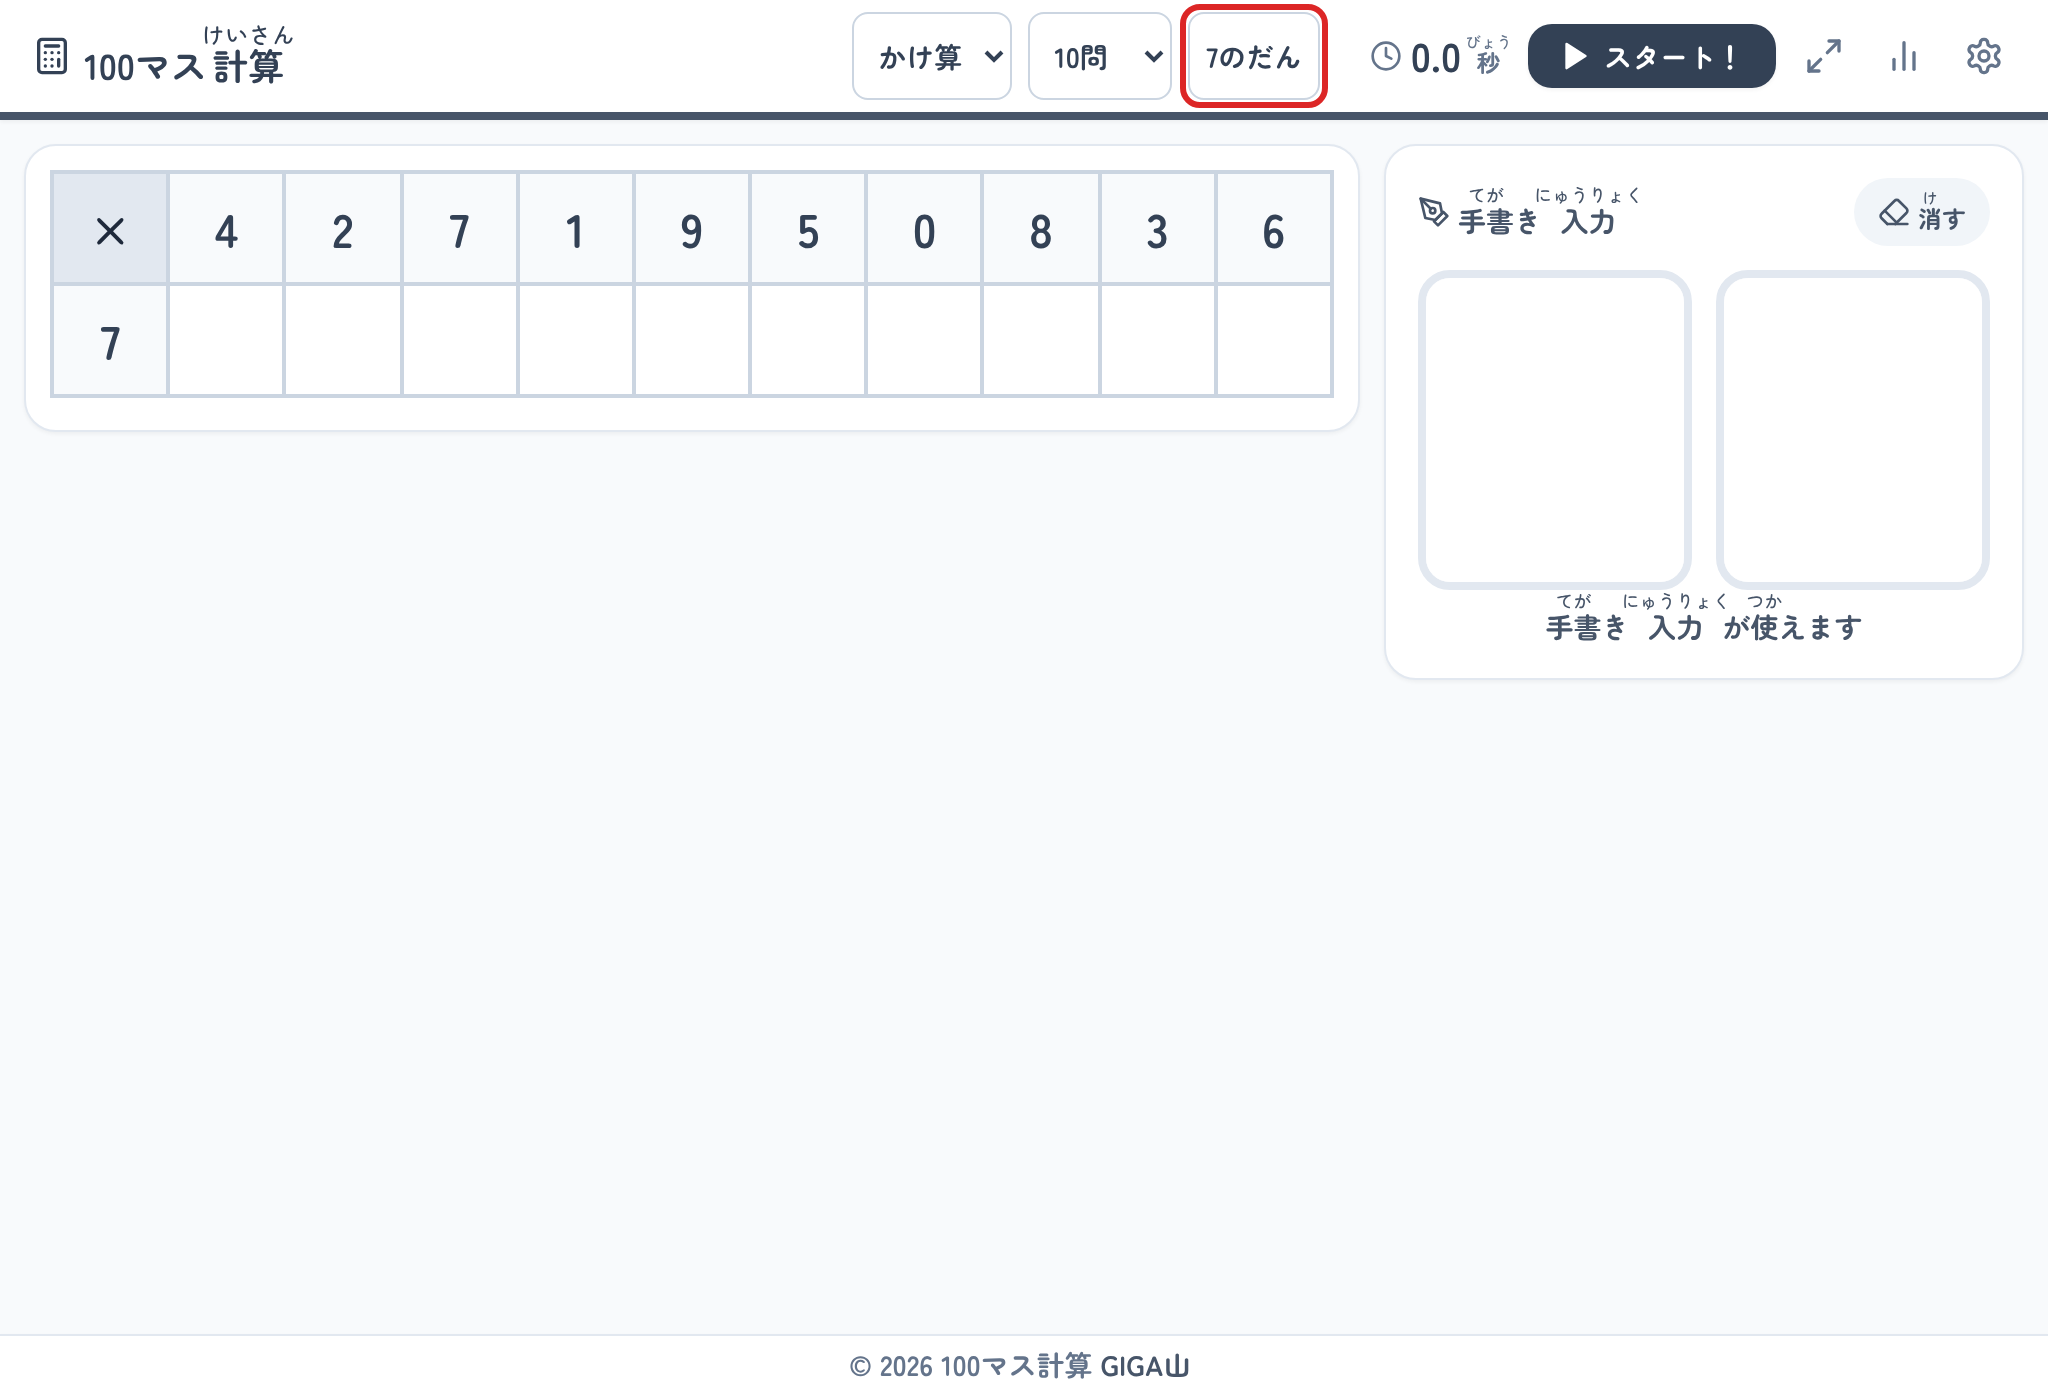 けいさん
100マス 計算
かけ算
10問
7のだん
0.0 秒
びょう
スタート！
× 4 2 7 1 9 5 0 8 3 6
7
てが にゅうりょく
手書き 入力
け
消す
てが にゅうりょく つか
手書き 入力 が使えます
© 2026 100マス計算 GIGA山